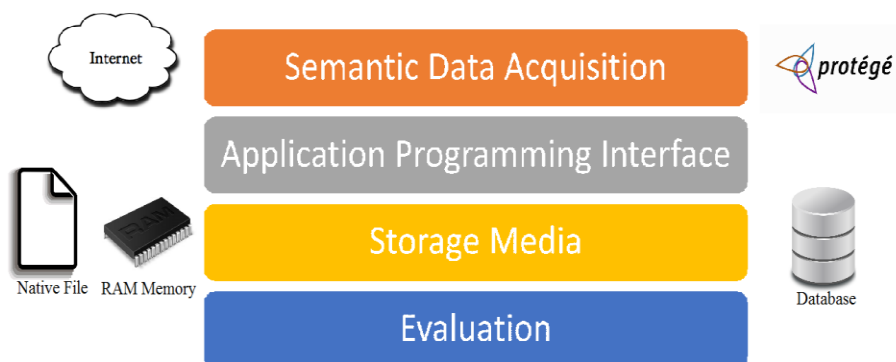 Internet
Semantic Data Acquisition
protégé
Application Programming Interface
RAM
Storage Media
Native File
RAM Memory
Database
Evaluation